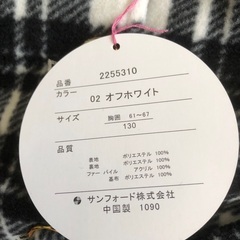 品番 2255310
カラー 02 オフホワイト
サイズ 胸囲 61～67
130
品質
表地 ポリエステル 100%
裏地 ポリエステル 100%
ファー パイル アクリル 100%
基布 ポリエステル 100%
サンフォード株式会社
中国製 1090